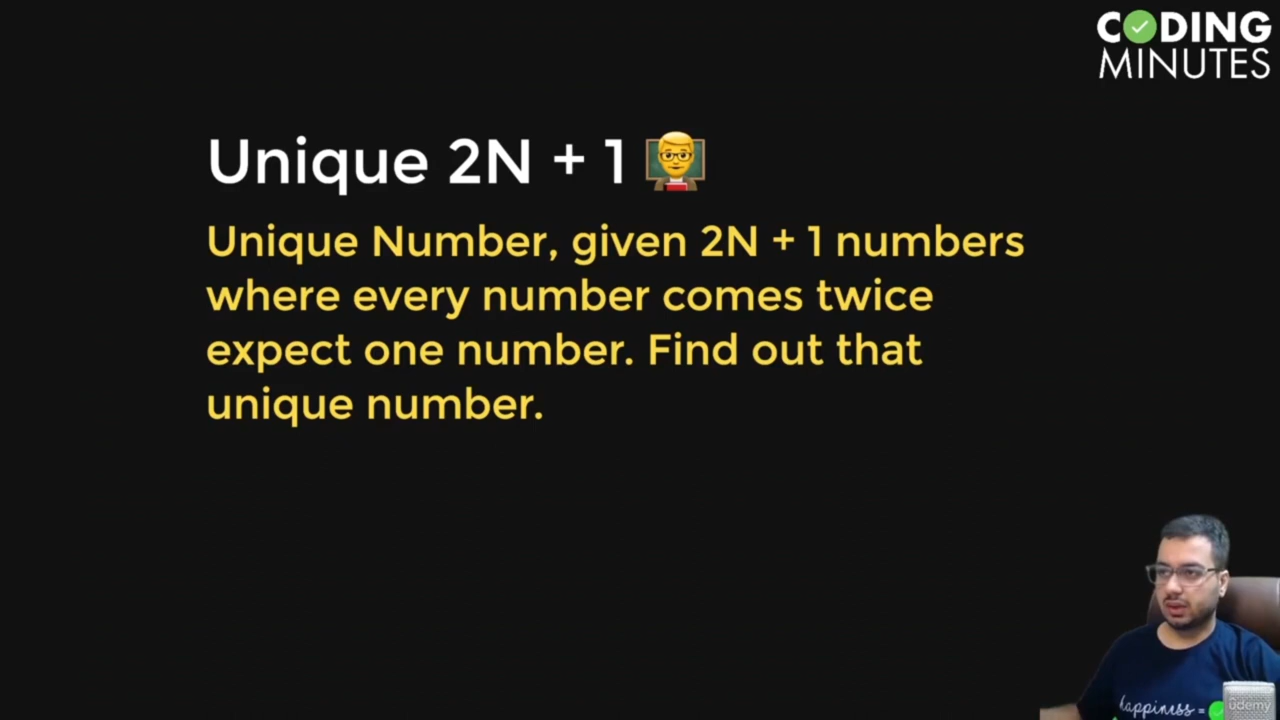 CODING
MINUTES
Unique 2N + 1
Unique Number, given 2N + 1 numbers
where every number comes twice
expect one number. Find out that
unique number.
happiness =
udemy